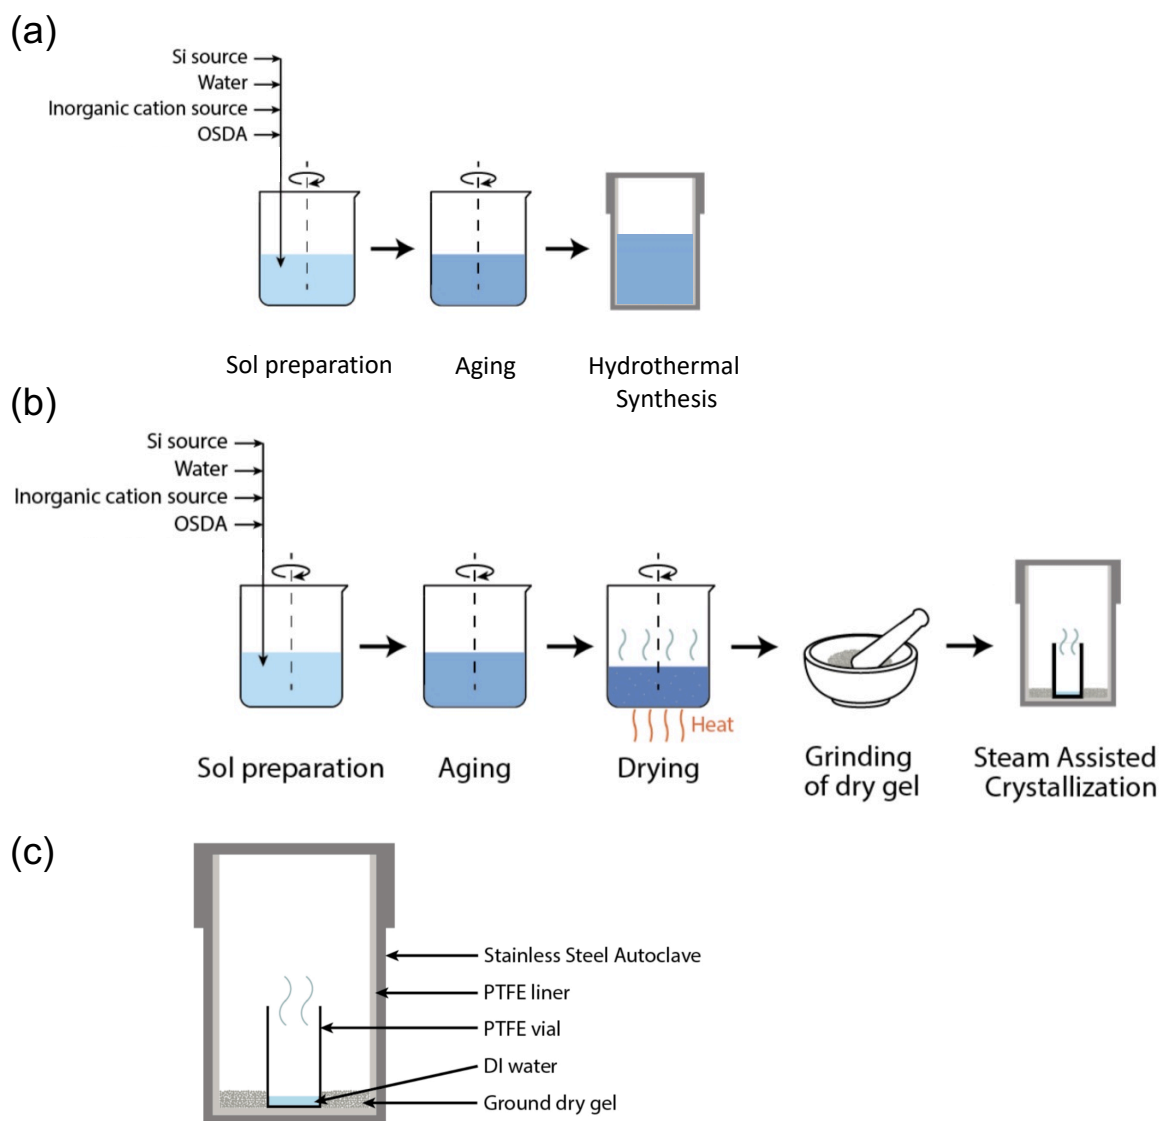 (a)
Si source
Water
Inorganic cation source
OSDA
Sol preparation
Aging
Hydrothermal
Synthesis
(b)
Si source
Water
Inorganic cation source
OSDA
Heat
Sol preparation
Aging
Drying
Grinding
of dry gel
Steam Assisted
Crystallization
(c)
Stainless Steel Autoclave
PTFE liner
PTFE vial
DI water
Ground dry gel